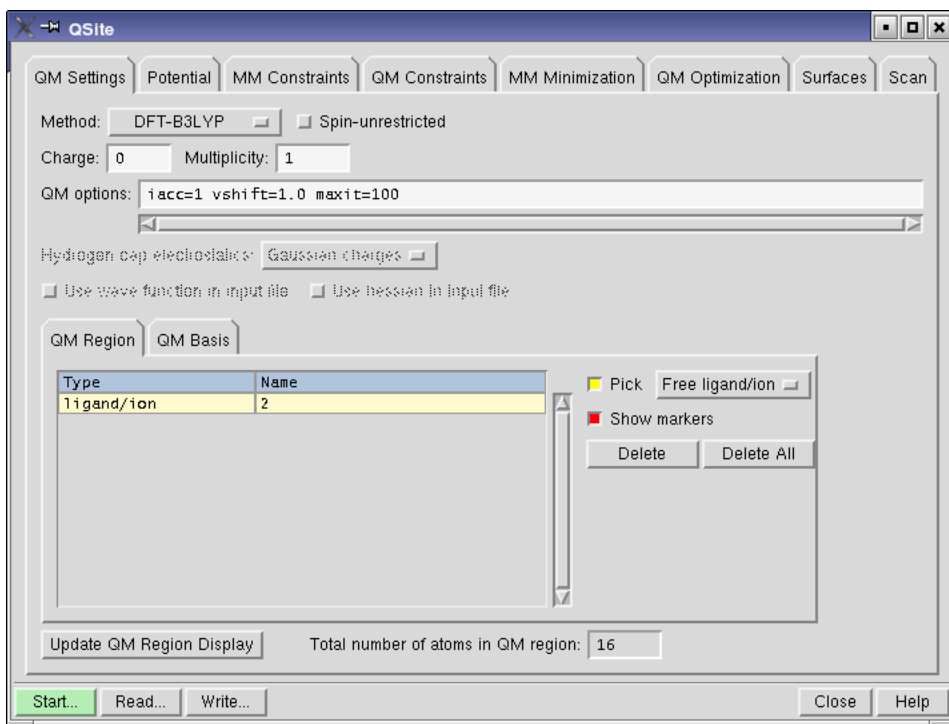 QSite
QM Settings Potential MM Constraints QM Constraints MM Minimization QM Optimization Surfaces Scan
Method: DFT-B3LYP Spin-unrestricted
Charge: 0 Multiplicity: 1
QM options: iacc=1 vshift=1.0 maxit=100
Hydrogen cap electrostatics: Gaussian charges
Use wave function in input file Use hessian in input file
QM Region QM Basis
Type Name
ligand/ion 2
Pick Free ligand/ion
Show markers
Delete Delete All
Update QM Region Display Total number of atoms in QM region: 16
Start... Read... Write... Close Help